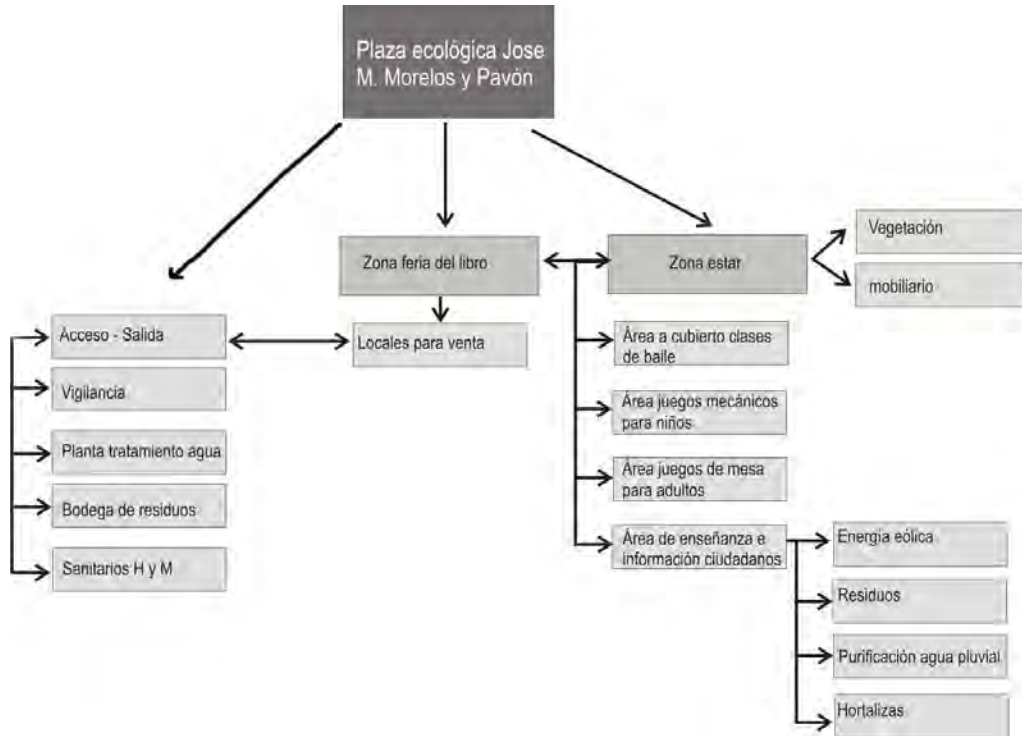 Plaza ecológica Jose
M. Morelos y Pavón
Zona feria del libro
Zona estar
Vegetación
mobiliario
Acceso - Salida
Vigilancia
Planta tratamiento agua
Bodega de residuos
Sanitarios H y M
Locales para venta
Área a cubierto clases
de baile
Área juegos mecánicos
para niños
Área juegos de mesa
para adultos
Área de enseñanza e
información ciudadanos
Energía eólica
Residuos
Purificación agua pluvial
Hortalizas